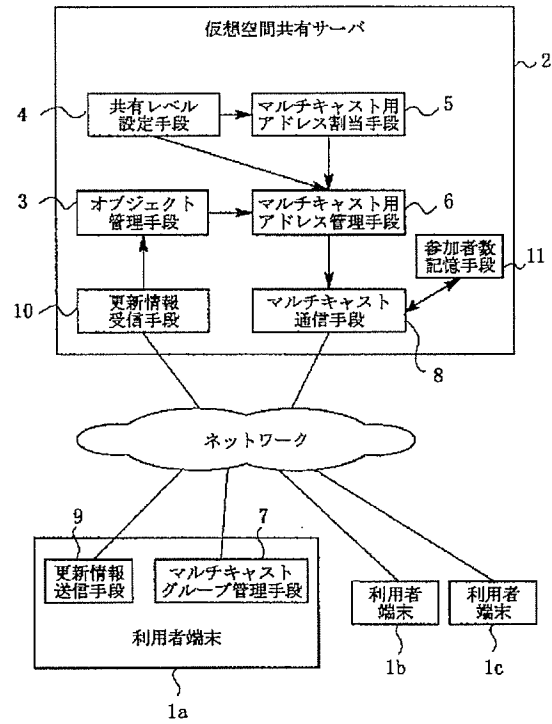 仮想空間共有サーバ
2
4
共有レベル
設定手段
マルチキャスト用
アドレス割当手段
5
3
オブジェクト
管理手段
マルチキャスト用
アドレス管理手段
6
参加者数
記憶手段
11
10
更新情報
受信手段
マルチキャスト
通信手段
8
ネットワーク
9
7
更新情報
送信手段
マルチキャスト
グループ管理手段
利用者端末
1a
利用者
端末
1b
利用者
端末
1c